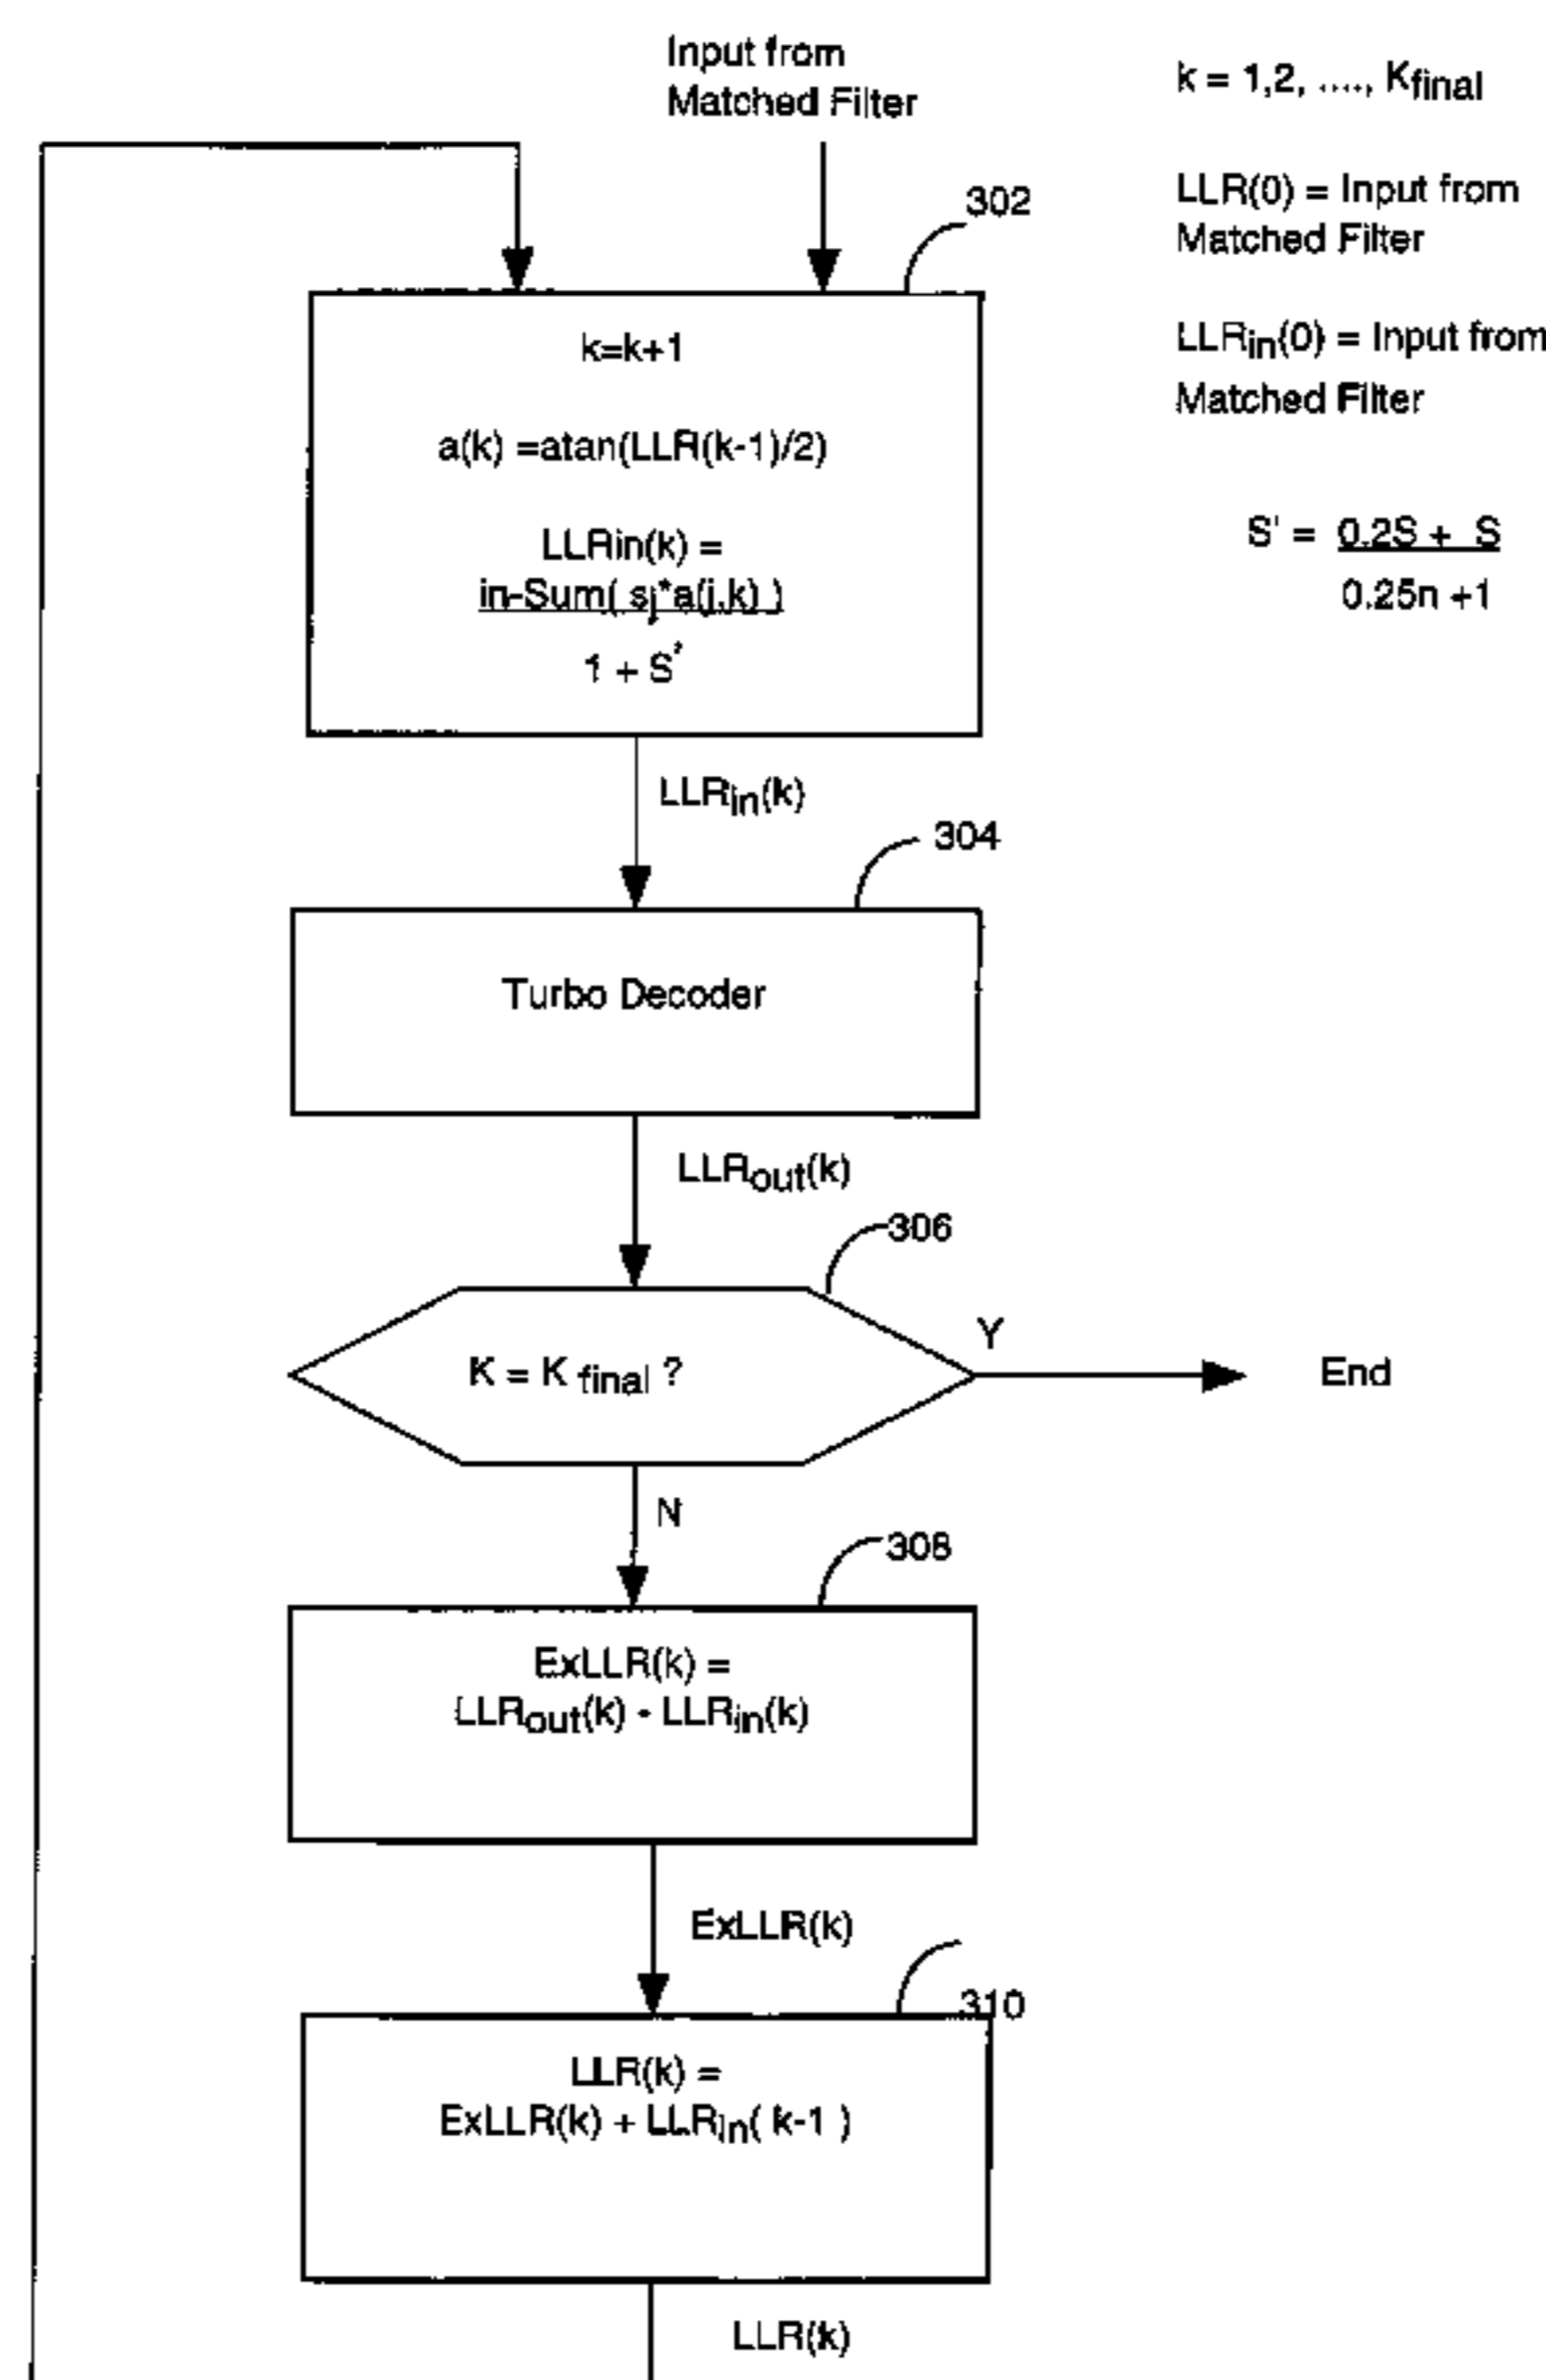 Input from
Matched Filter
k = 1,2, ...., Kfinal
LLR(0) = Input from
Matched Filter
LLRin(0) = Input from
Matched Filter
S' = 0.2S + S
0.25n +1
302
k=k+1
a(k) =atan(LLR(k-1)/2)
LLRin(k) =
in-Sum( sj*a(j,k) )
1 + S'
LLRin(k)
304
Turbo Decoder
LLRout(k)
306
K = K final ?
Y
End
N
308
ExLLR(k) =
LLRout(k) - LLRin(k)
ExLLR(k)
310
LLR(k) =
ExLLR(k) + LLRin( k-1 )
LLR(k)